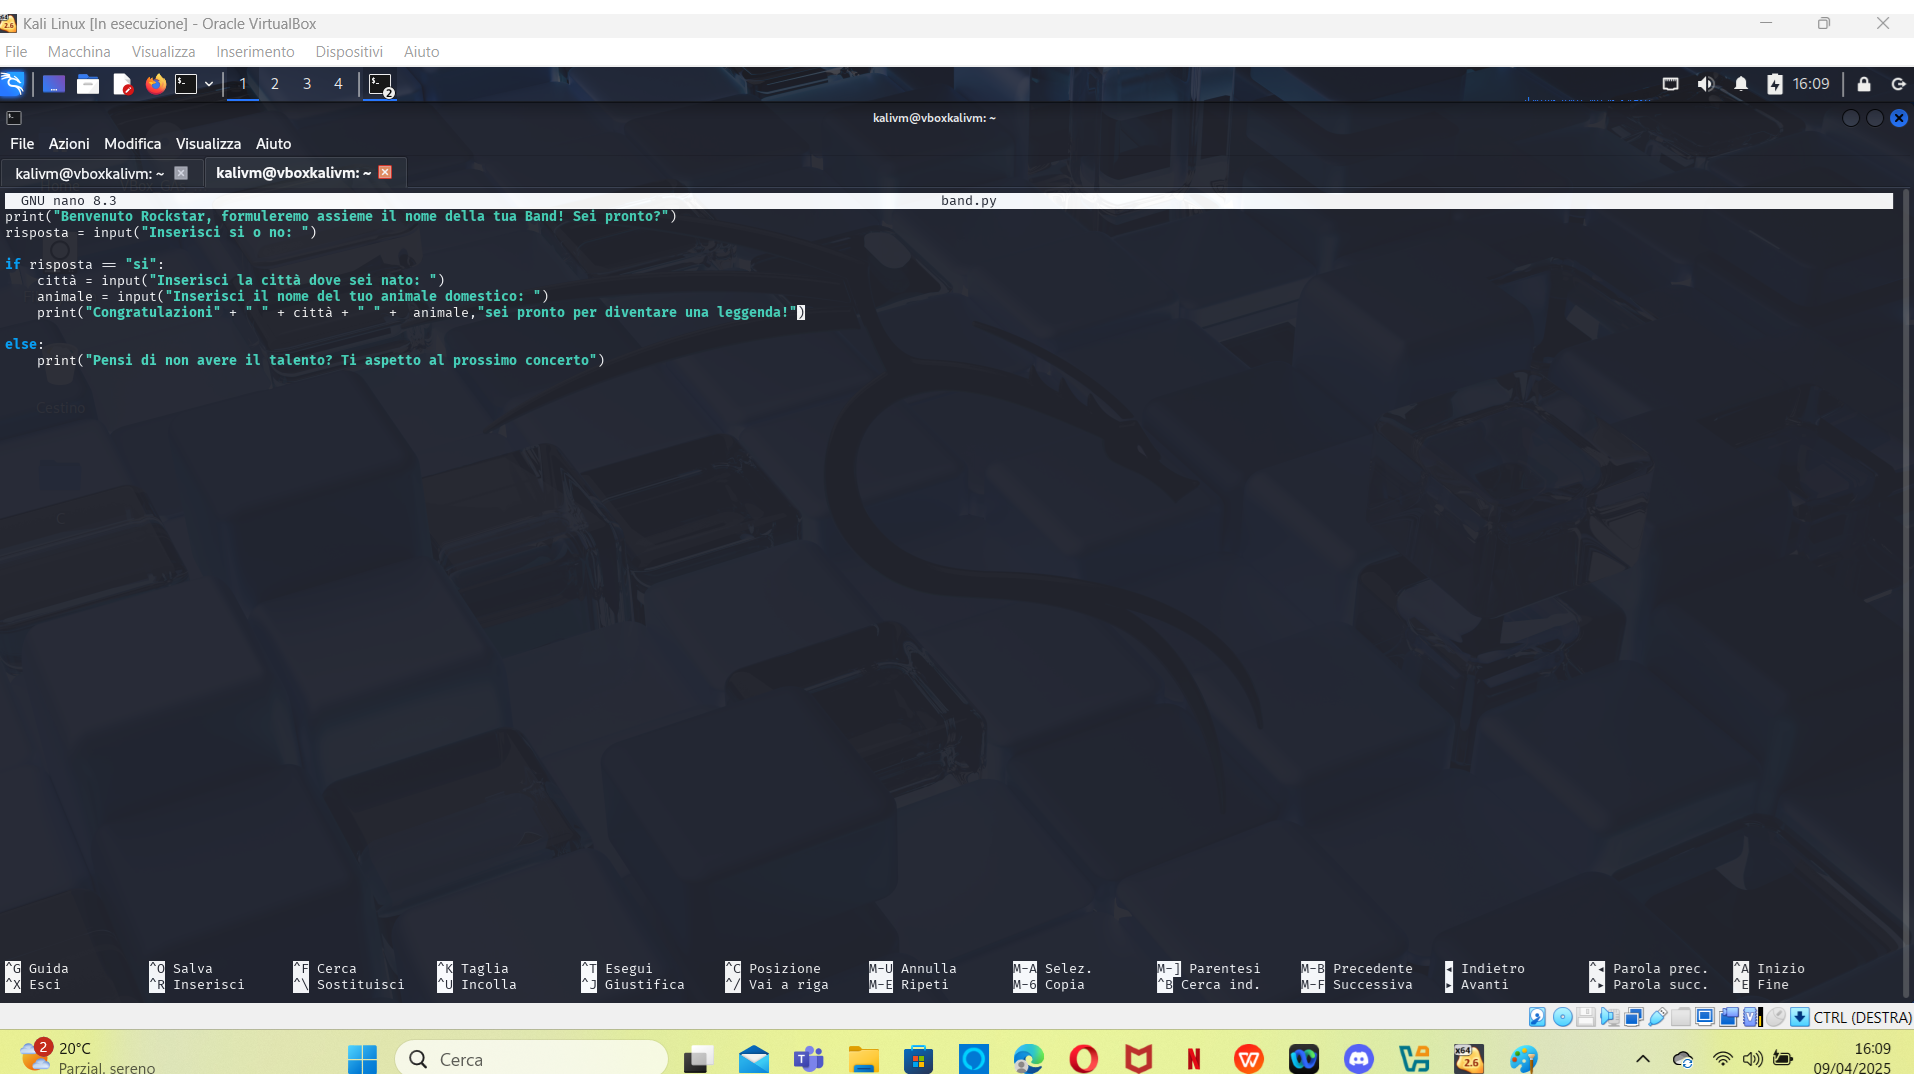 Kali Linux [In esecuzione] - Oracle VirtualBox
File Macchina Visualizza Inserimento Dispositivi Aiuto
1 2 3 4 2 16:09
kalivm@vboxkalivm: ~
File Azioni Modifica Visualizza Aiuto
kalivm@vboxkalivm: ~ kalivm@vboxkalivm: ~
GNU nano 8.3 band.py
print("Benvenuto Rockstar, formuleremo assieme il nome della tua Band! Sei pronto?")
risposta = input("Inserisci si o no: ")
if risposta == "si":
    città = input("Inserisci la città dove sei nato: ")
    animale = input("Inserisci il nome del tuo animale domestico: ")
    print("Congratulazioni" + " " + città + " " +  animale,"sei pronto per diventare una leggenda!")
else:
    print("Pensi di non avere il talento? Ti aspetto al prossimo concerto")
Cestino
^G Guida ^O Salva ^F Cerca ^K Taglia ^T Esegui ^C Posizione M-U Annulla M-A Selez. M-] Parentesi M-B Precedente ◂ Indietro ^◂ Parola prec. ^A Inizio
^X Esci ^R Inserisci ^\ Sostituisci ^U Incolla ^J Giustifica ^/ Vai a riga M-E Ripeti M-6 Copia ^B Cerca ind. M-F Successiva ▸ Avanti ^▸ Parola succ. ^E Fine
CTRL (DESTRA)
2 20°C Cerca 16:09
Parzial. sereno 09/04/2025